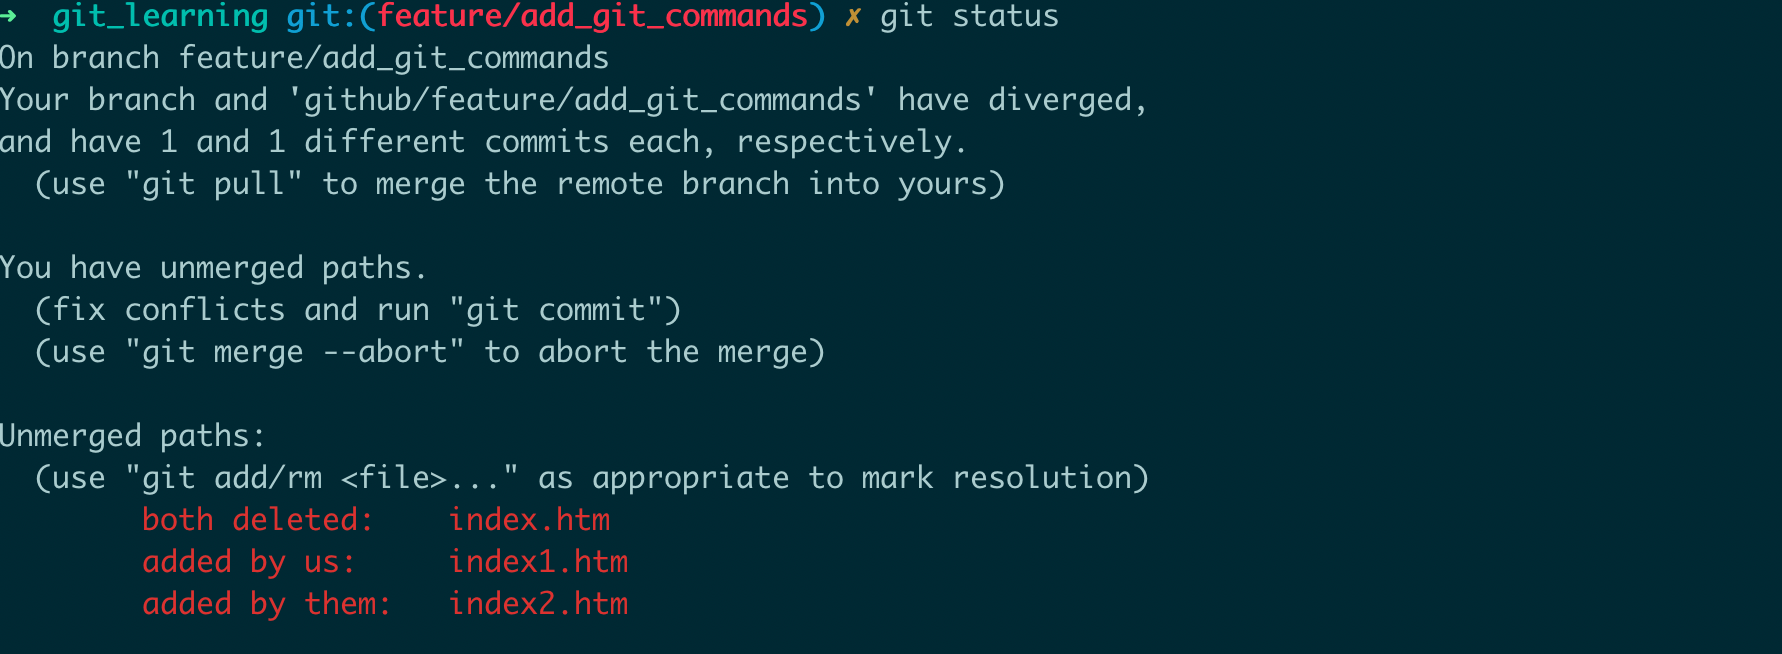 ➜  git_learning git:(feature/add_git_commands) ✗ git status
On branch feature/add_git_commands
Your branch and 'github/feature/add_git_commands' have diverged,
and have 1 and 1 different commits each, respectively.
  (use "git pull" to merge the remote branch into yours)

You have unmerged paths.
  (fix conflicts and run "git commit")
  (use "git merge --abort" to abort the merge)

Unmerged paths:
  (use "git add/rm <file>..." as appropriate to mark resolution)
        both deleted:    index.htm
        added by us:     index1.htm
        added by them:   index2.htm